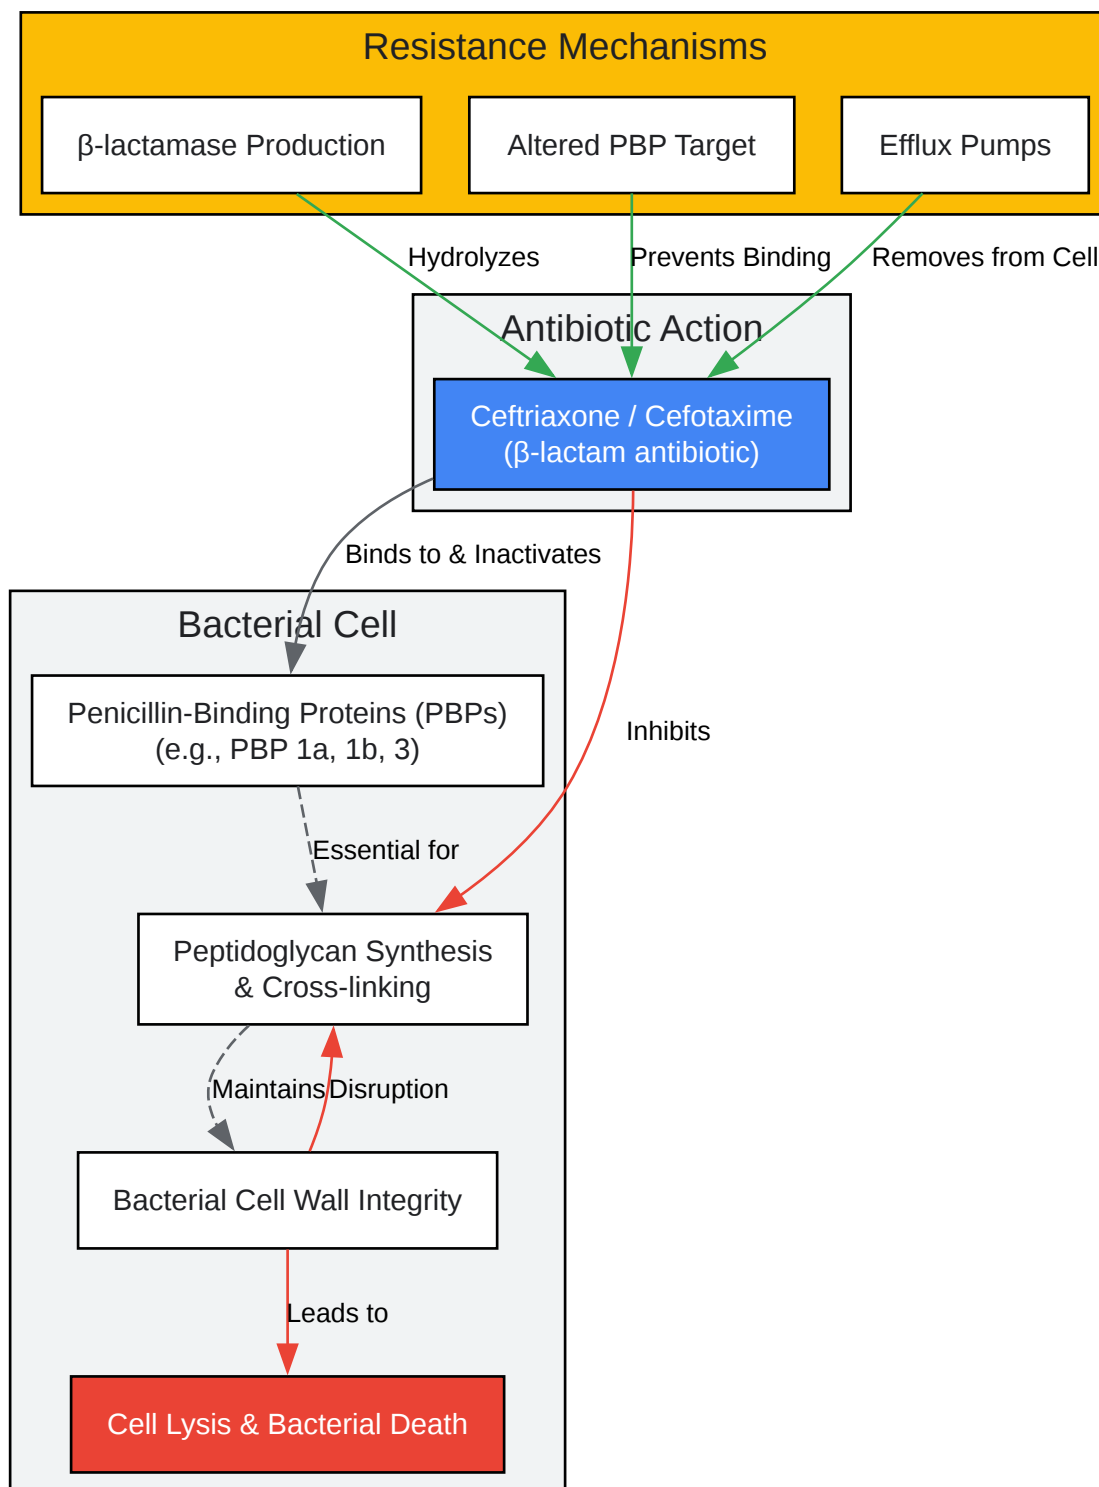 Resistance Mechanisms
β-lactamase Production
Altered PBP Target
Efflux Pumps
Hydrolyzes
Prevents Binding
Removes from Cell
Antibiotic Action
Ceftriaxone / Cefotaxime
(β-lactam antibiotic)
Binds to & Inactivates
Bacterial Cell
Penicillin-Binding Proteins (PBPs)
(e.g., PBP 1a, 1b, 3)
Inhibits
Essential for
Peptidoglycan Synthesis
& Cross-linking
Maintains
Disruption
Bacterial Cell Wall Integrity
Leads to
Cell Lysis & Bacterial Death